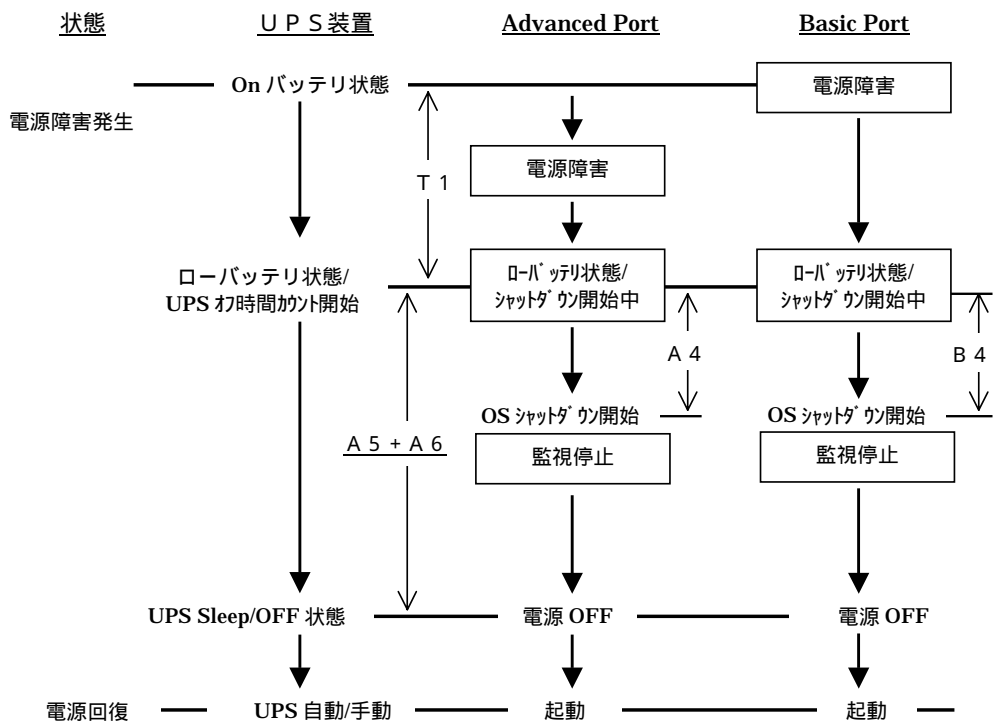 状態
ＵＰＳ装置
Advanced Port
Basic Port
On バッテリ状態
電源障害
電源障害発生
電源障害
Ｔ１
ローバッテリ状態/
UPS ｵﾌ時間ｶｳﾝﾄ開始
ﾛｰﾊﾞｯﾃﾘ状態/
ｼｬｯﾄﾀﾞｳﾝ開始中
ﾛｰﾊﾞｯﾃﾘ状態/
ｼｬｯﾄﾀﾞｳﾝ開始中
Ａ４
Ｂ４
OS ｼｬｯﾄﾀﾞｳﾝ開始
OS ｼｬｯﾄﾀﾞｳﾝ開始
Ａ５＋Ａ６
監視停止
監視停止
UPS Sleep/OFF 状態
電源 OFF
電源 OFF
電源回復
UPS 自動/手動
起動
起動